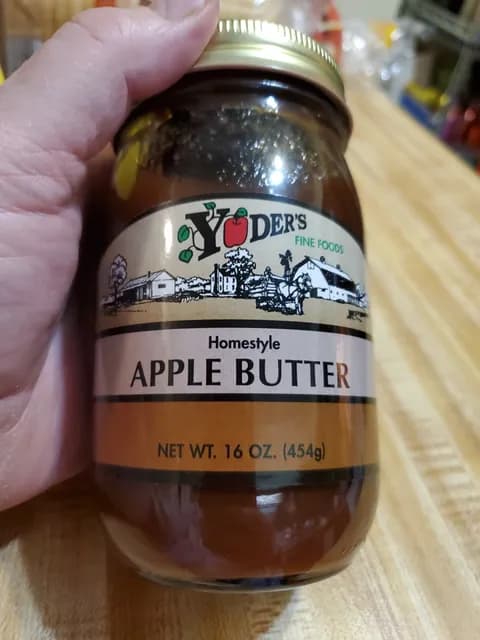 YODER'S
FINE FOODS
Homestyle
APPLE BUTTER
NET WT. 16 OZ. (454g)